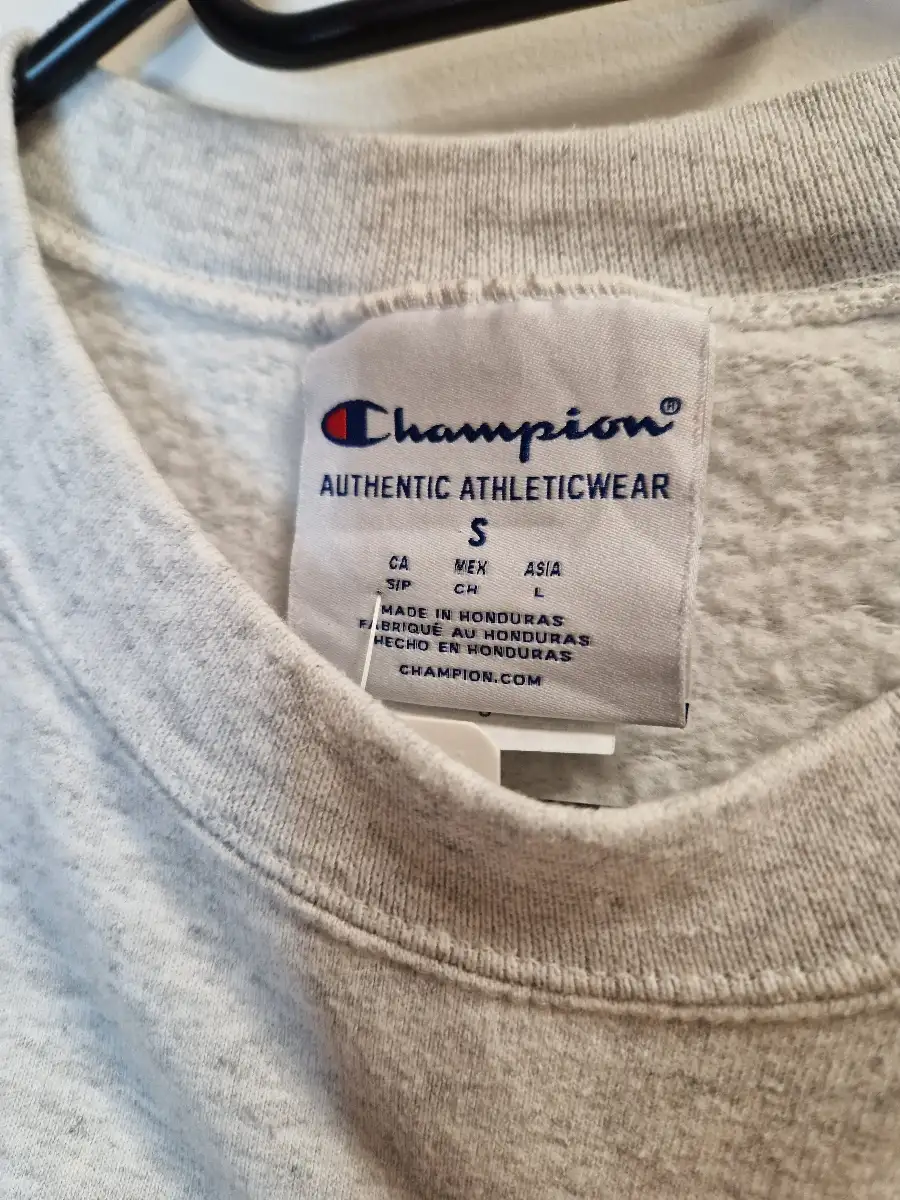 Champion®
AUTHENTIC ATHLETICWEAR
S
CA MEX ASIA
S/P CH L
MADE IN HONDURAS
FABRIQUÉ AU HONDURAS
HECHO EN HONDURAS
CHAMPION.COM